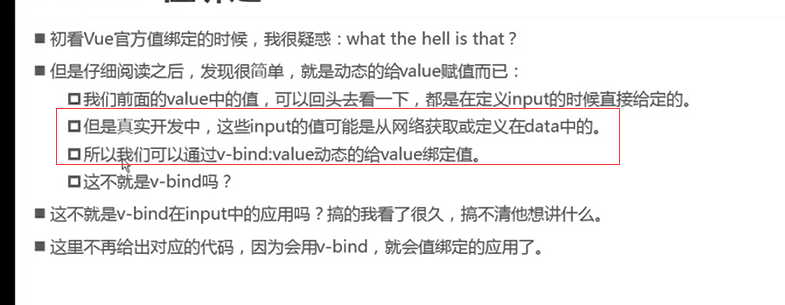 初看Vue官方值绑定的时候，我很疑惑：what the hell is that？
但是仔细阅读之后，发现很简单，就是动态的给value赋值而已：
我们前面的value中的值，可以回头去看一下，都是在定义input的时候直接给定的。
但是真实开发中，这些input的值可能是从网络获取或定义在data中的。
所以我们可以通过v-bind:value动态的给value绑定值。
这不就是v-bind吗？
这不就是v-bind在input中的应用吗？搞的我看了很久，搞不清他想讲什么。
这里不再给出对应的代码，因为会用v-bind，就会值绑定的应用了。